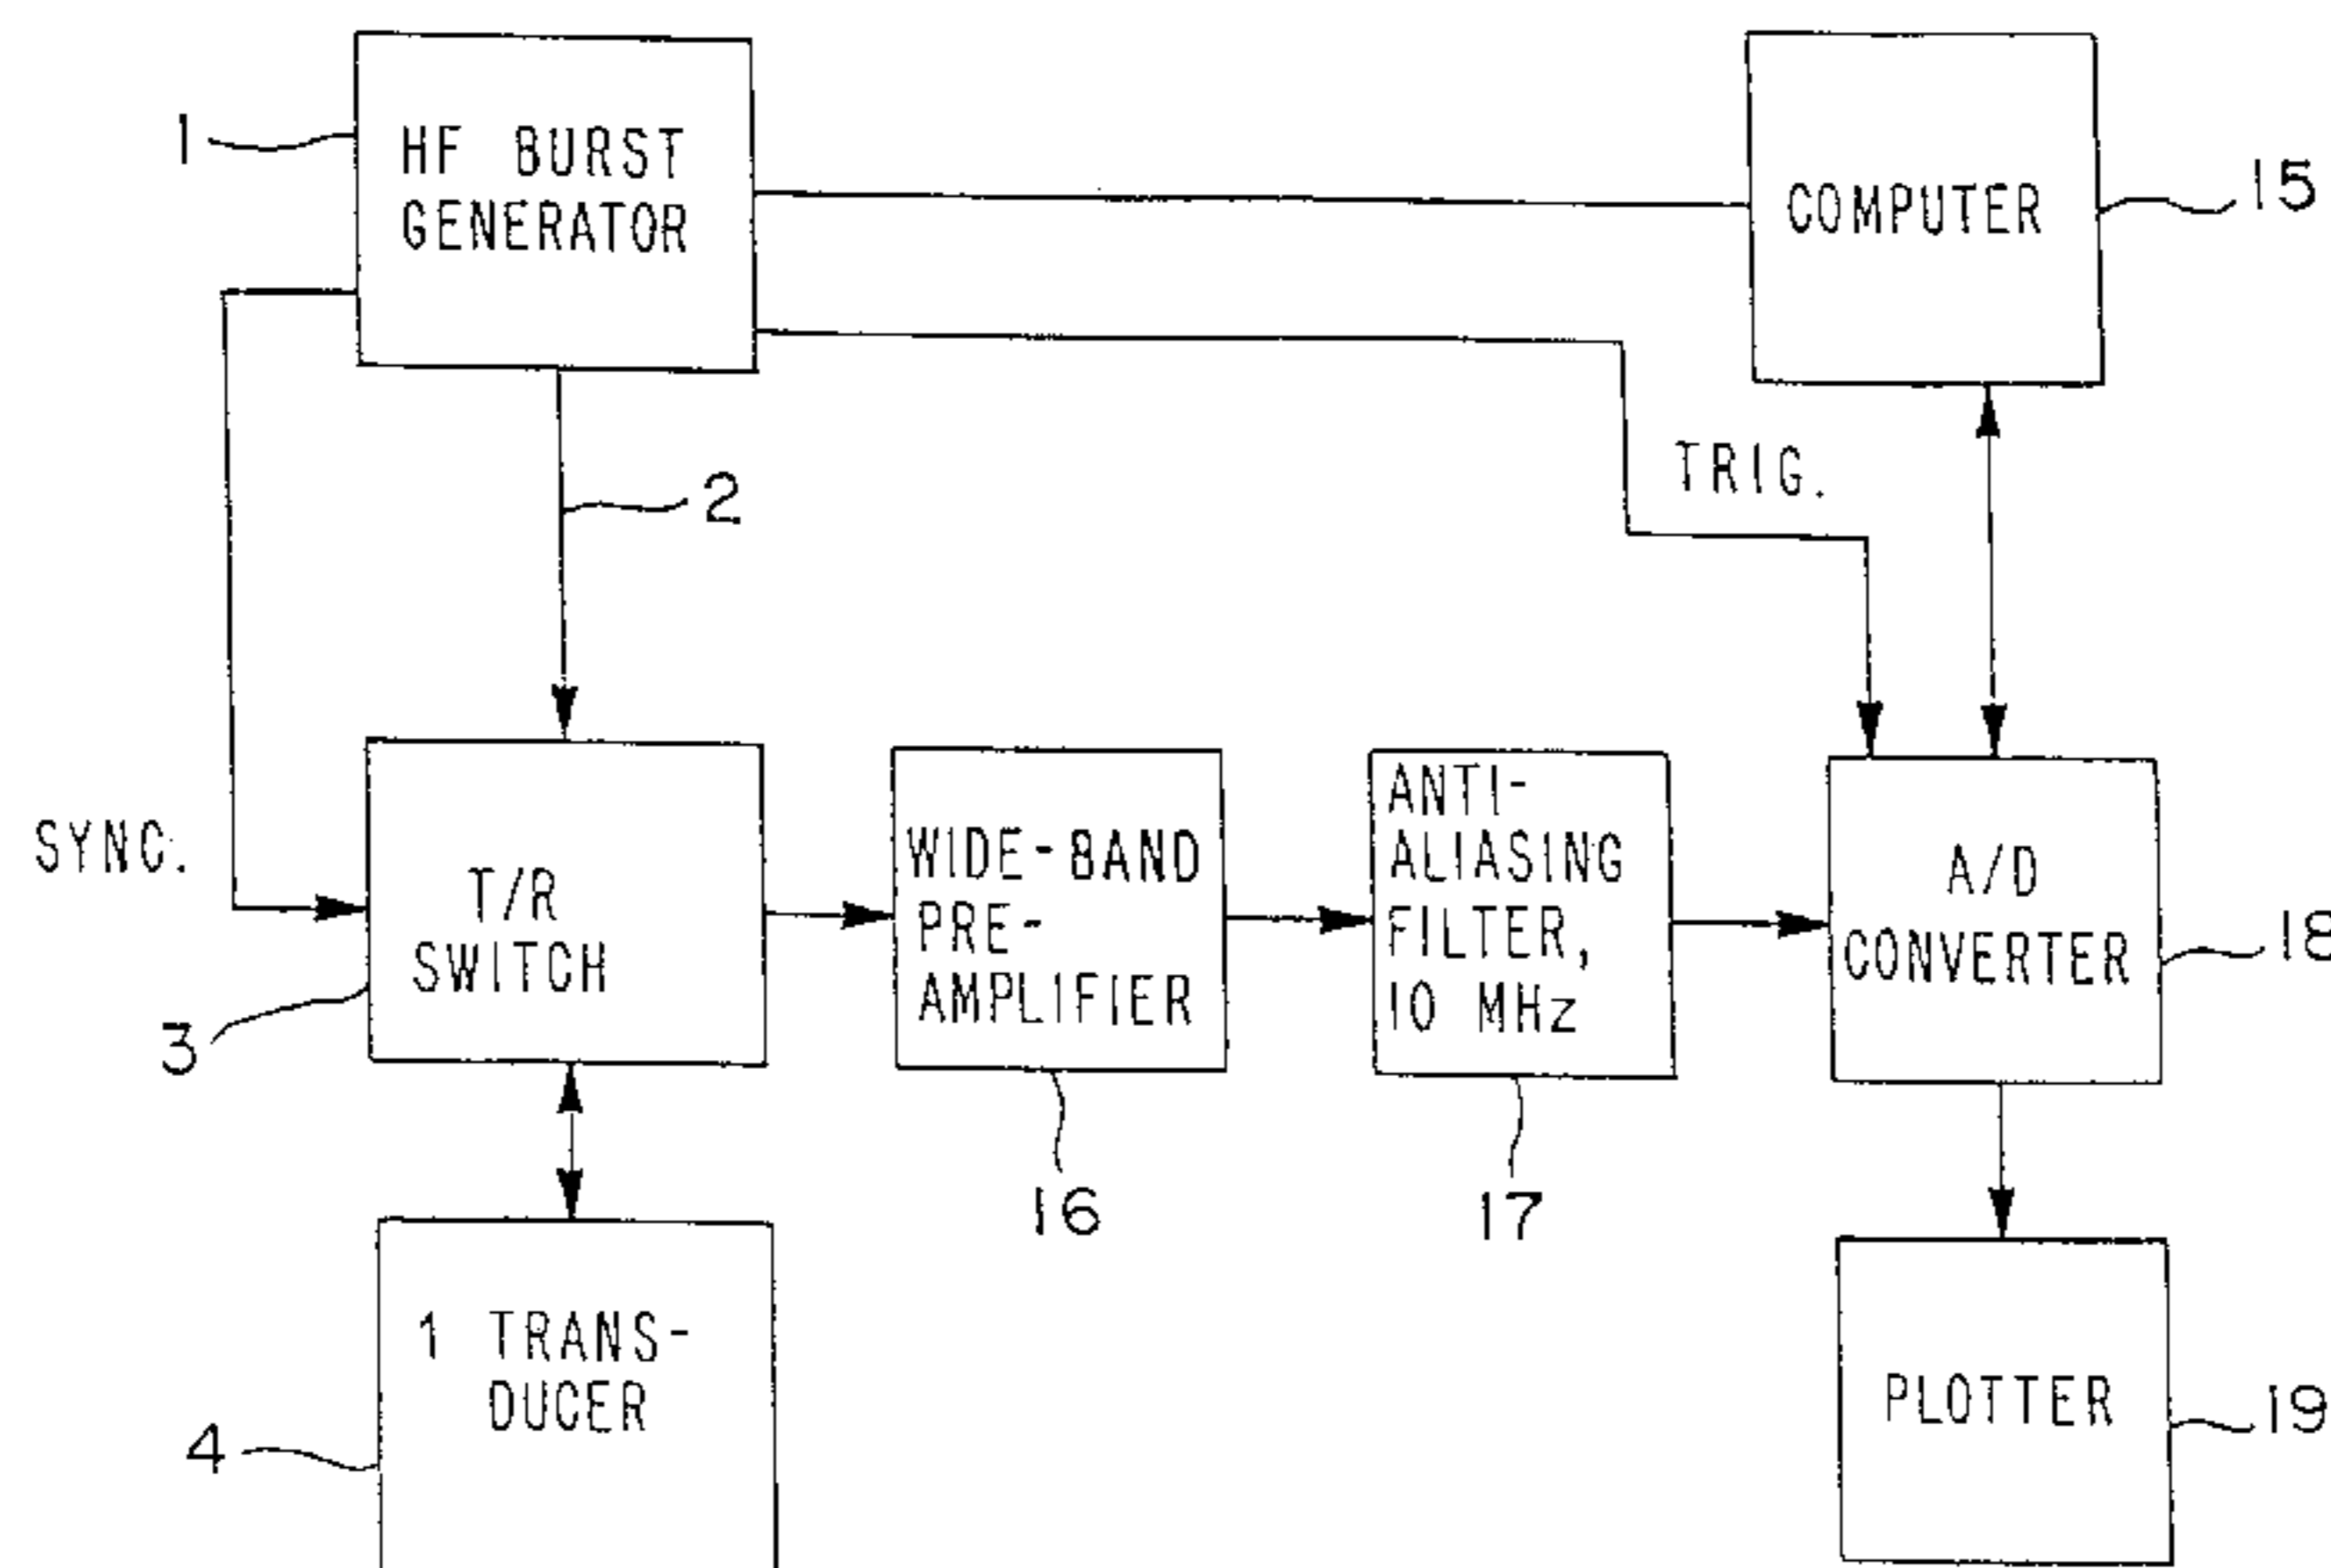 1
HF BURST
GENERATOR
COMPUTER
15
2
TRIG.
SYNC.
T/R
SWITCH
3
WIDE-BAND
PRE-
AMPLIFIER
16
ANTI-
ALIASING
FILTER,
10 MHz
17
A/D
CONVERTER
18
1 TRANS-
DUCER
4
PLOTTER
19